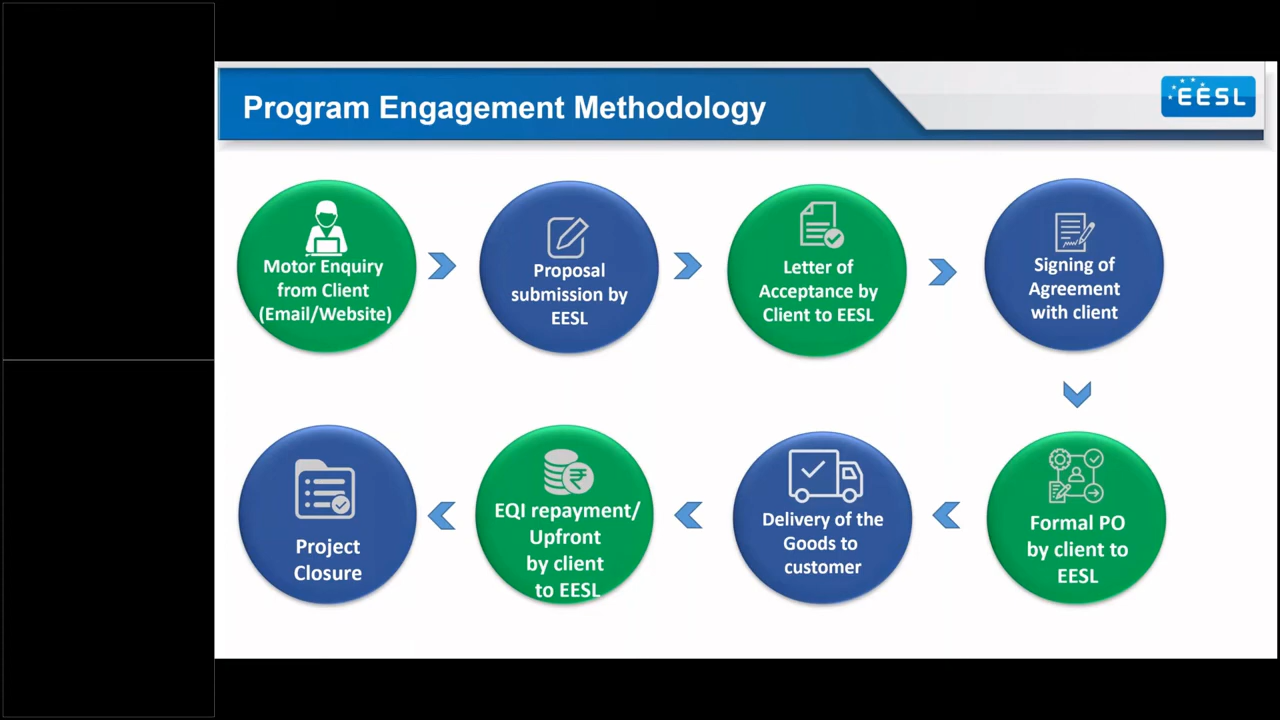 Program Engagement Methodology
EESL
Motor Enquiry
from Client
(Email/Website)
Proposal
submission by
EESL
Letter of
Acceptance by
Client to EESL
Signing of
Agreement
with client
Formal PO
by client to
EESL
Delivery of the
Goods to
customer
EQI repayment/
Upfront
by client
to EESL
Project
Closure